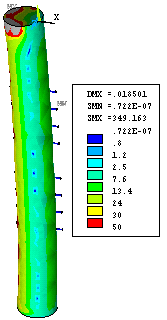 X
DMX =.018501
SMN =.722E-07
SMX =349.163
.722E-07
.8
1.2
2.5
7.6
13.4
24
30
50